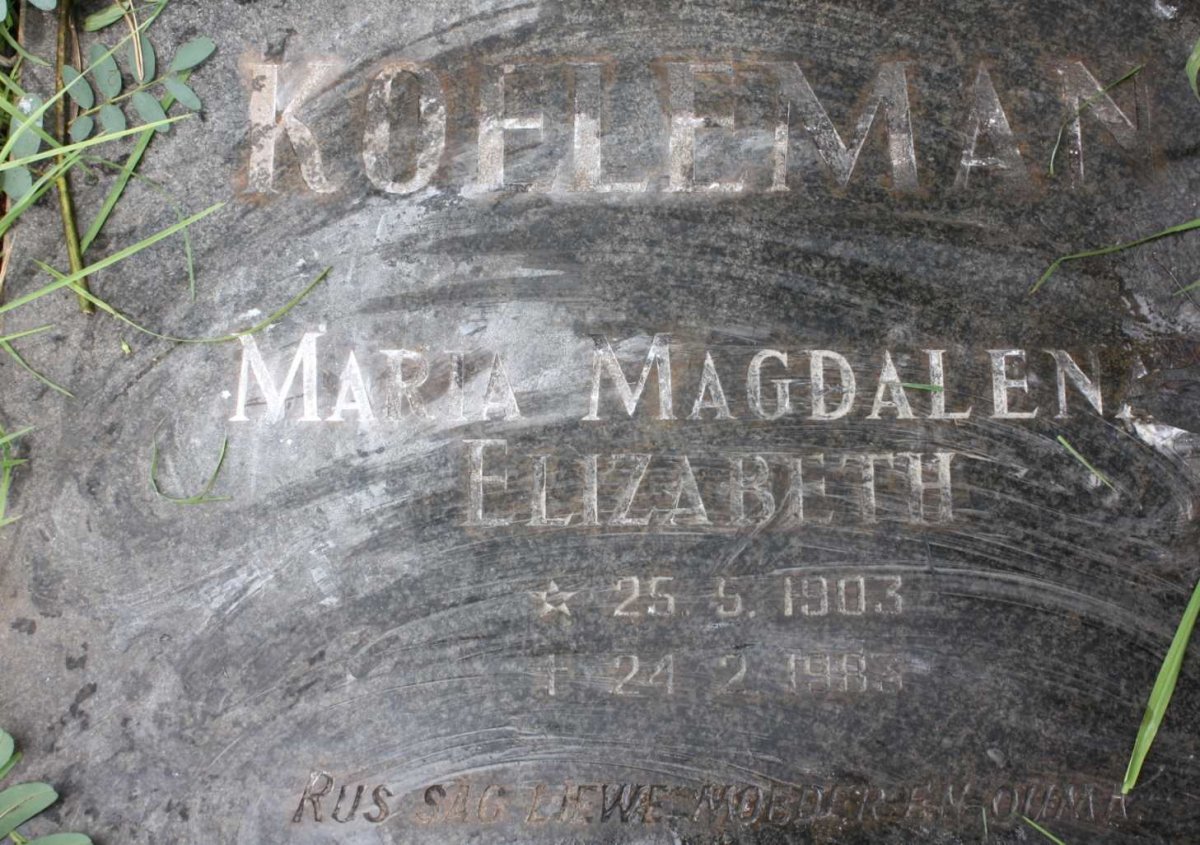 KOELEMAN
MARIA MAGDALENA
ELIZABETH
☆ 25. 5. 1903
† 24 2 1983
RUS SAG LIEWE MOEDER EN OUMA.